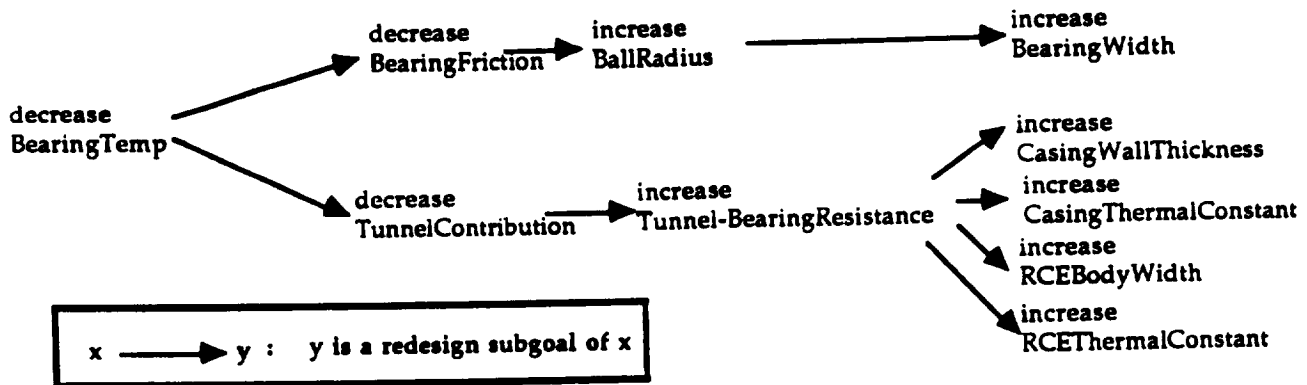 decrease
BearingFriction
increase
BallRadius
increase
BearingWidth
decrease
BearingTemp
increase
CasingWallThickness
decrease
TunnelContribution
increase
Tunnel-BearingResistance
increase
CasingThermalConstant
increase
RCEBodyWidth
increase
RCEThermalConstant
x y : y is a redesign subgoal of x